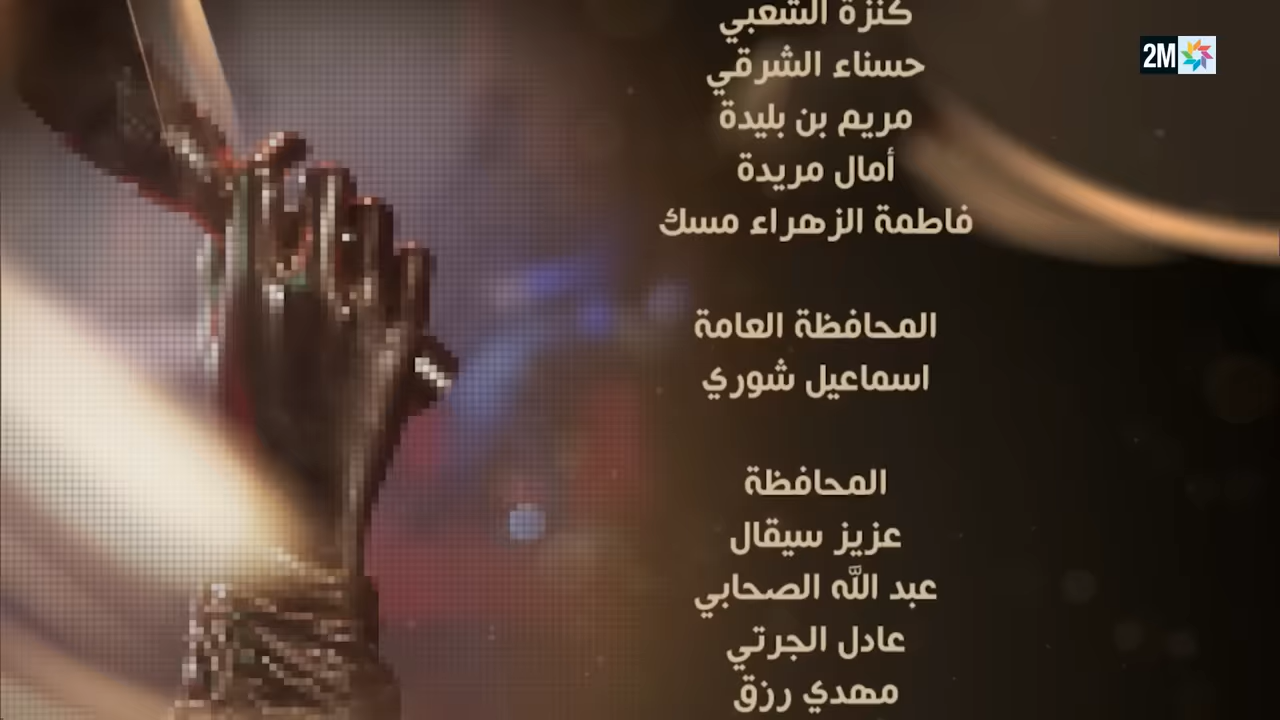 2M
كنزة الشعبي
حسناء الشرقي
مريم بن بليدة
أمال مريدة
فاطمة الزهراء مسك
المحافظة العامة
اسماعيل شوري
المحافظة
عزيز سيقال
عبد الله الصحابي
عادل الجرتي
مهدي رزق